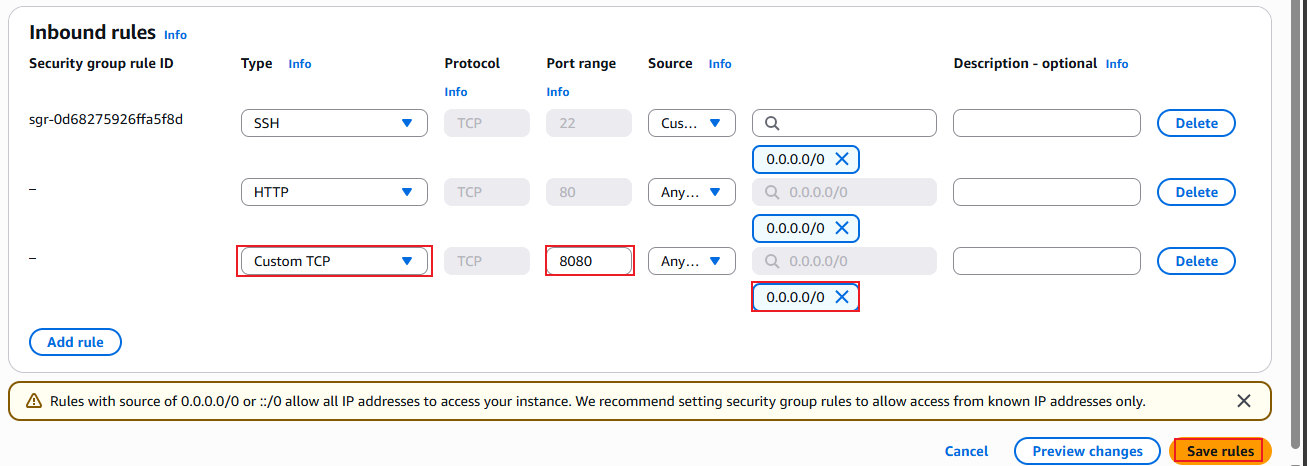 Inbound rules Info
Security group rule ID Type Info Protocol Info Port range Info Source Info Description - optional Info
sgr-0d68275926ffa5f8d SSH TCP 22 Cus... Delete
0.0.0.0/0
– HTTP TCP 80 Any... 0.0.0.0/0 Delete
0.0.0.0/0
– Custom TCP TCP 8080 Any... 0.0.0.0/0 Delete
0.0.0.0/0
Add rule
Rules with source of 0.0.0.0/0 or ::/0 allow all IP addresses to access your instance. We recommend setting security group rules to allow access from known IP addresses only.
Cancel Preview changes Save rules